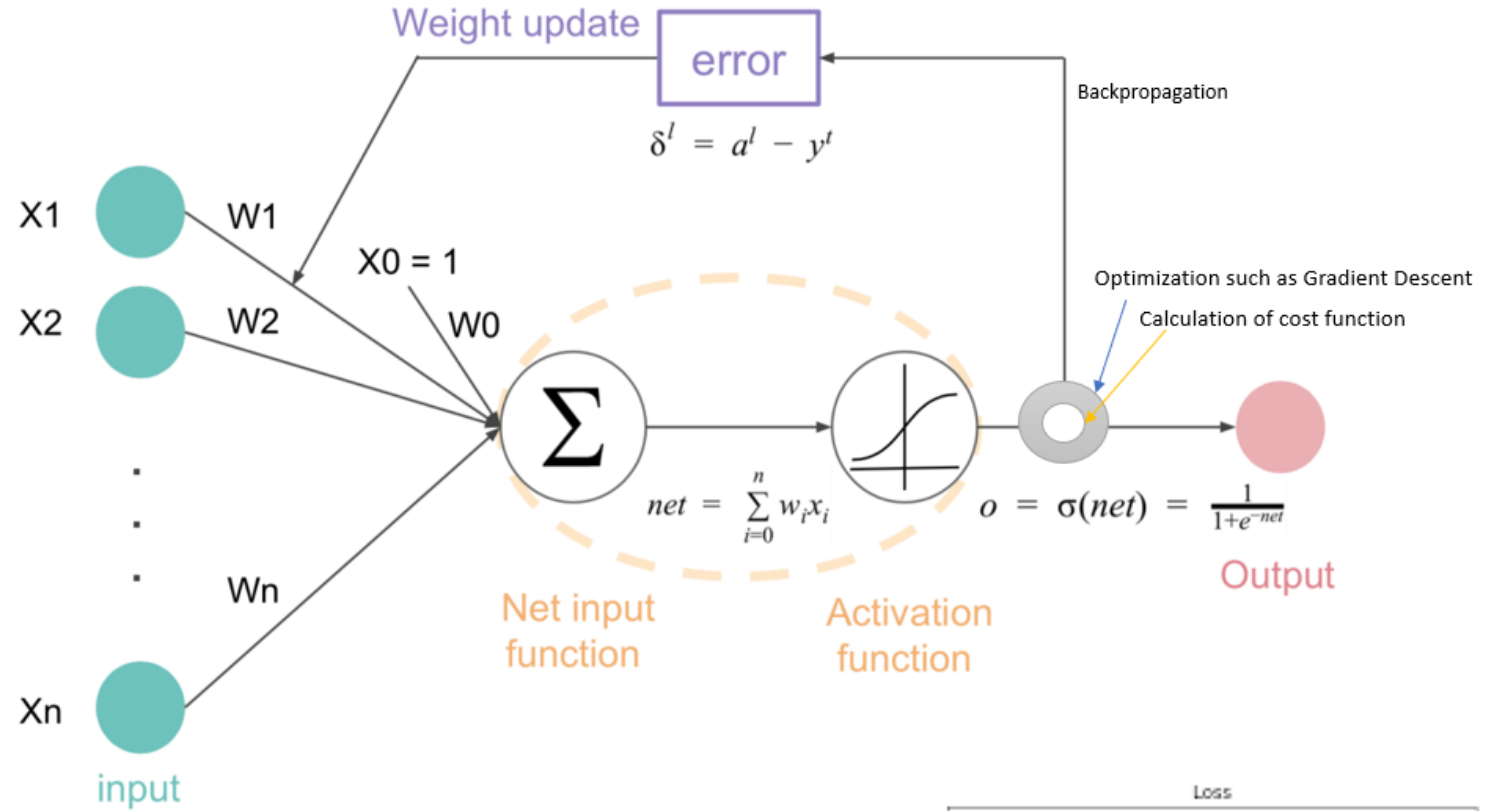 Weight update
error
Backpropagation
δˡ = aˡ − yᵗ
X1
W1
X0 = 1
Optimization such as Gradient Descent
X2
W2
W0
Calculation of cost function
Σ
net = Σ_{i=0}^{n} wᵢxᵢ
o = σ(net) = 1/(1+e^{−net})
Wn
Output
Net input
function
Activation
function
Xn
input
Loss